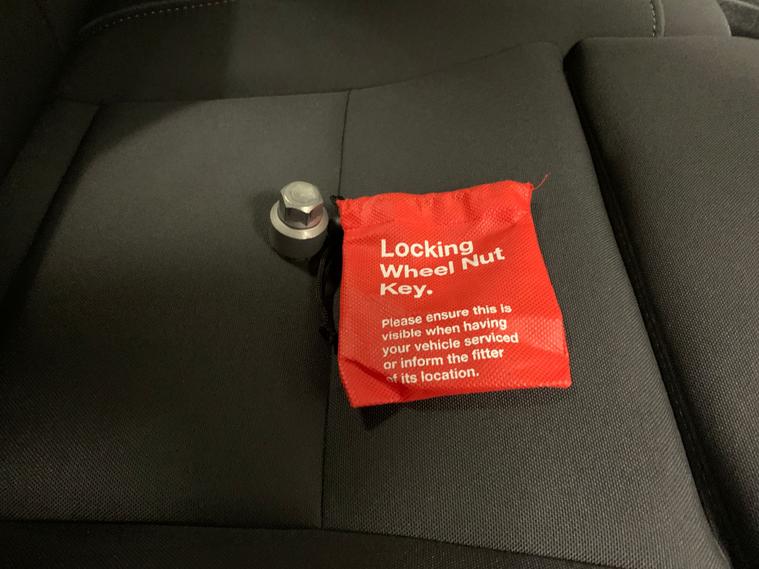 Locking
Wheel Nut
Key.
Please ensure this is
visible when having
your vehicle serviced
or inform the fitter
of its location.